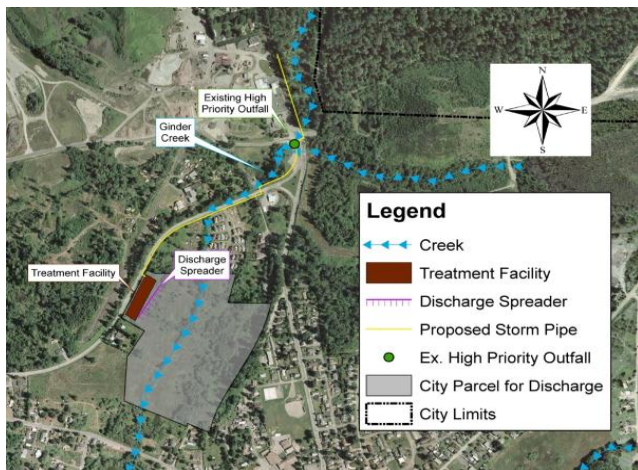 Existing High
Priority Outfall
Ginder
Creek
Treatment Facility
Discharge
Spreader
N
W
E
S
Legend
Creek
Treatment Facility
Discharge Spreader
Proposed Storm Pipe
Ex. High Priority Outfall
City Parcel for Discharge
City Limits